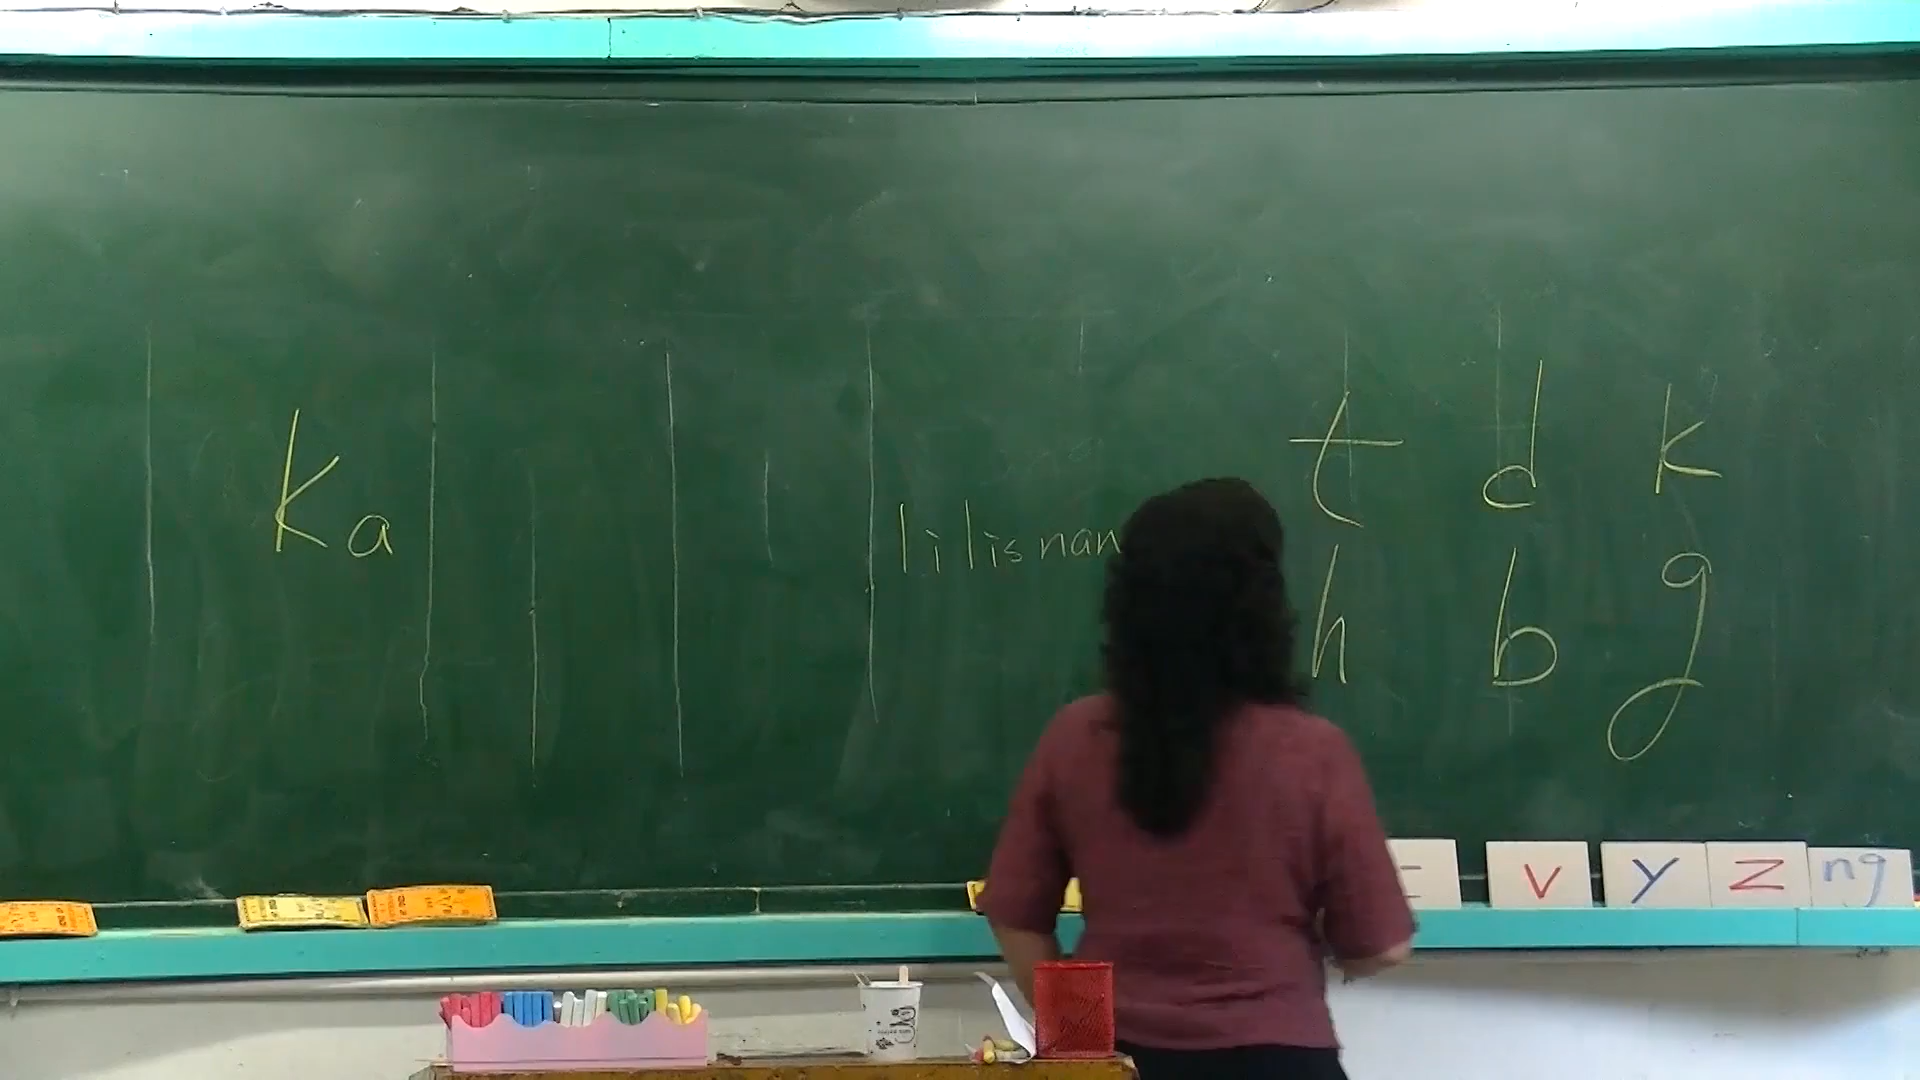 t d k
ka lilisnan
h b g
v y z ng